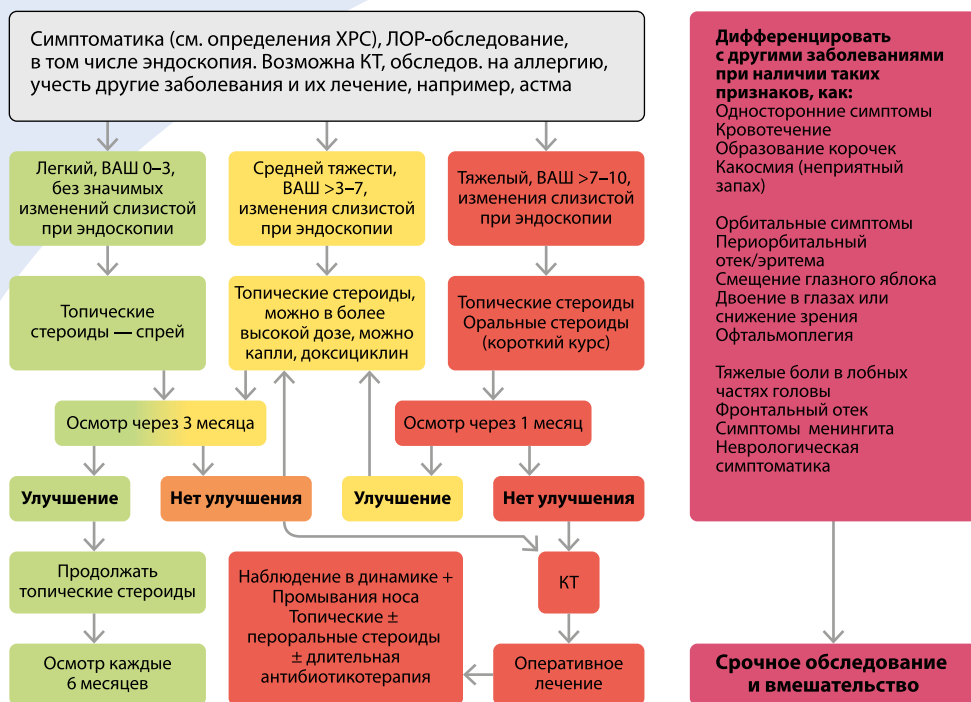 Симптоматика (см. определения ХРС), ЛОР-обследование,
в том числе эндоскопия. Возможна КТ, обследов. на аллергию,
учесть другие заболевания и их лечение, например, астма
Легкий, ВАШ 0–3,
без значимых
изменений слизистой
при эндоскопии
Средней тяжести,
ВАШ >3–7,
изменения слизистой
при эндоскопии
Тяжелый, ВАШ >7–10,
изменения слизистой
при эндоскопии
Топические
стероиды — спрей
Топические стероиды,
можно в более
высокой дозе, можно
капли, доксициклин
Топические стероиды
Оральные стероиды
(короткий курс)
Осмотр через 3 месяца
Осмотр через 1 месяц
Улучшение
Нет улучшения
Улучшение
Нет улучшения
Продолжать
топические стероиды
Наблюдение в динамике +
Промывания носа
Топические ±
пероральные стероиды
± длительная
антибиотикотерапия
КТ
Осмотр каждые
6 месяцев
Оперативное
лечение
Дифференцировать
с другими заболеваниями
при наличии таких
признаков, как:
Односторонние симптомы
Кровотечение
Образование корочек
Какосмия (неприятный
запах)
Орбитальные симптомы
Периорбитальный
отек/эритема
Смещение глазного яблока
Двоение в глазах или
снижение зрения
Офтальмоплегия
Тяжелые боли в лобных
частях головы
Фронтальный отек
Симптомы менингита
Неврологическая
симптоматика
Срочное обследование
и вмешательство